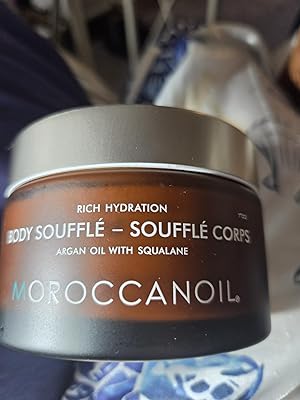 RICH HYDRATION
BODY SOUFFLÉ – SOUFFLÉ CORPS
ARGAN OIL WITH SQUALANE
MOROCCANOIL®